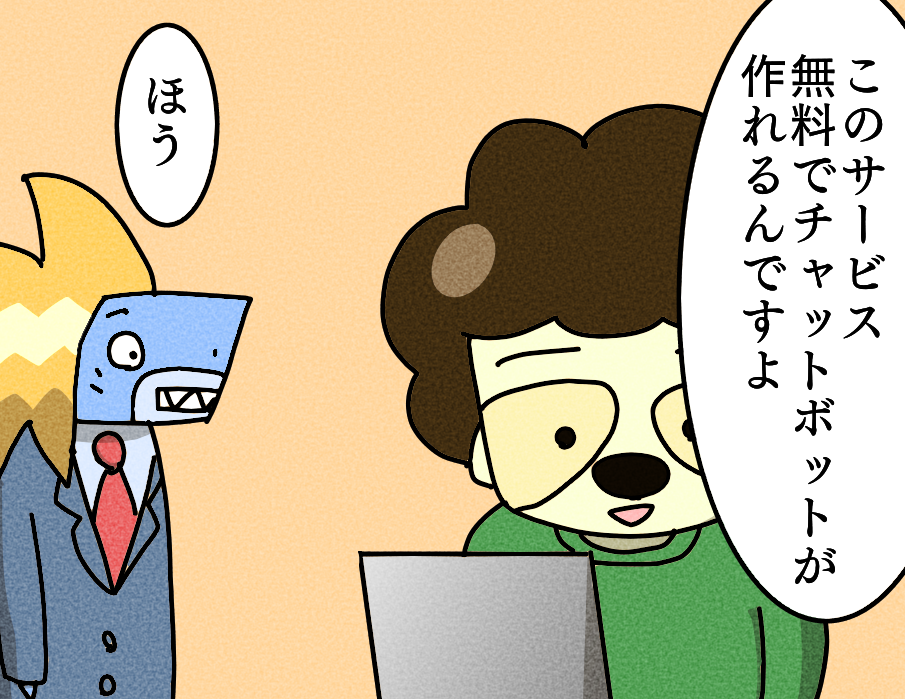 このサービス
無料でチャットボットが
作れるんですよ
ほう